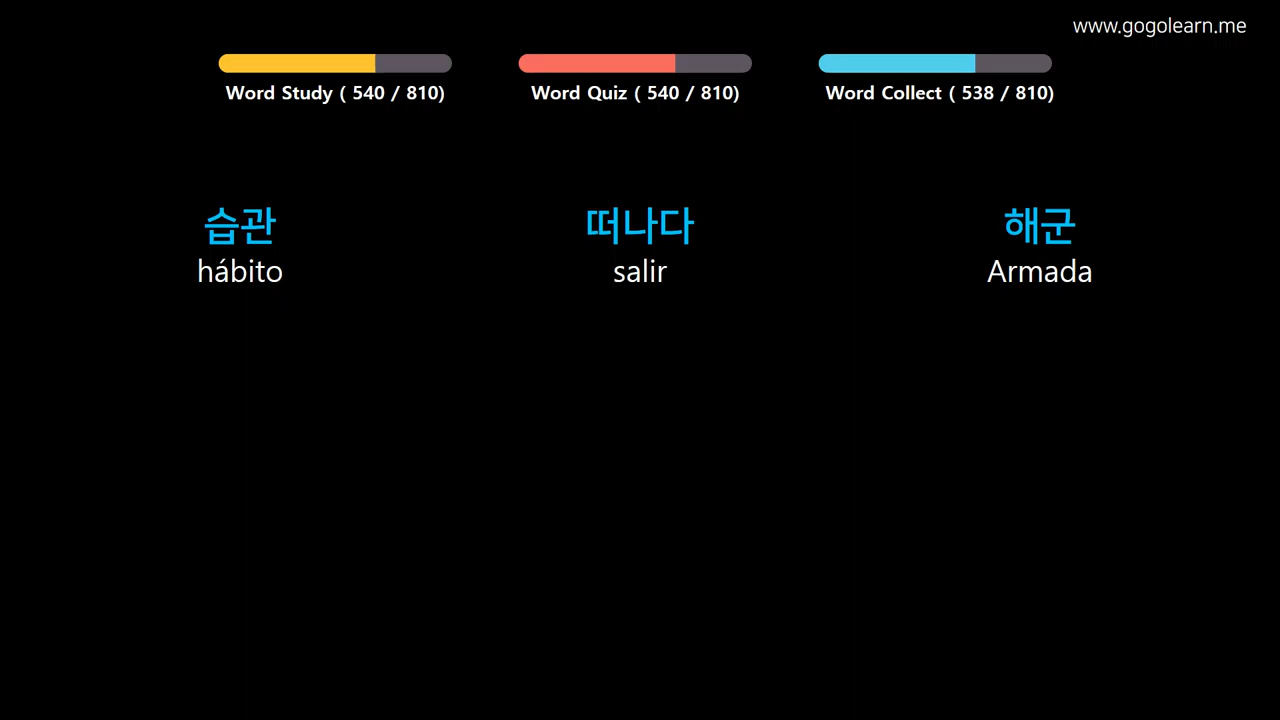 www.gogolearn.me
Word Study ( 540 / 810)
Word Quiz ( 540 / 810)
Word Collect ( 538 / 810)
습관
hábito
떠나다
salir
해군
Armada